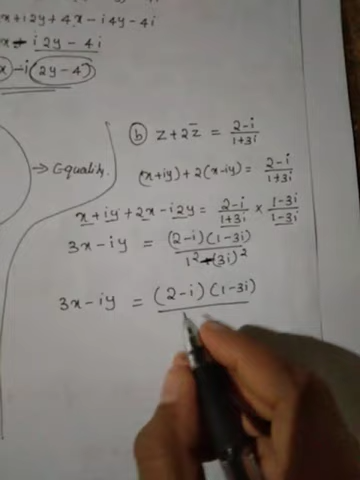 x+i2y+4x-i4y-4i
i2y-4i
x-i(2y-4)
→ Equality.
ⓑ z+2z̄ = (2-i)/(1+3i)
(x+iy)+2(x-iy) = (2-i)/(1+3i)
x+iy+2x-i2y = (2-i)/(1+3i) × (1-3i)/(1-3i)
3x-iy = (2-i)(1-3i)/(1²-(3i)²)
3x-iy = (2-i)(1-3i)